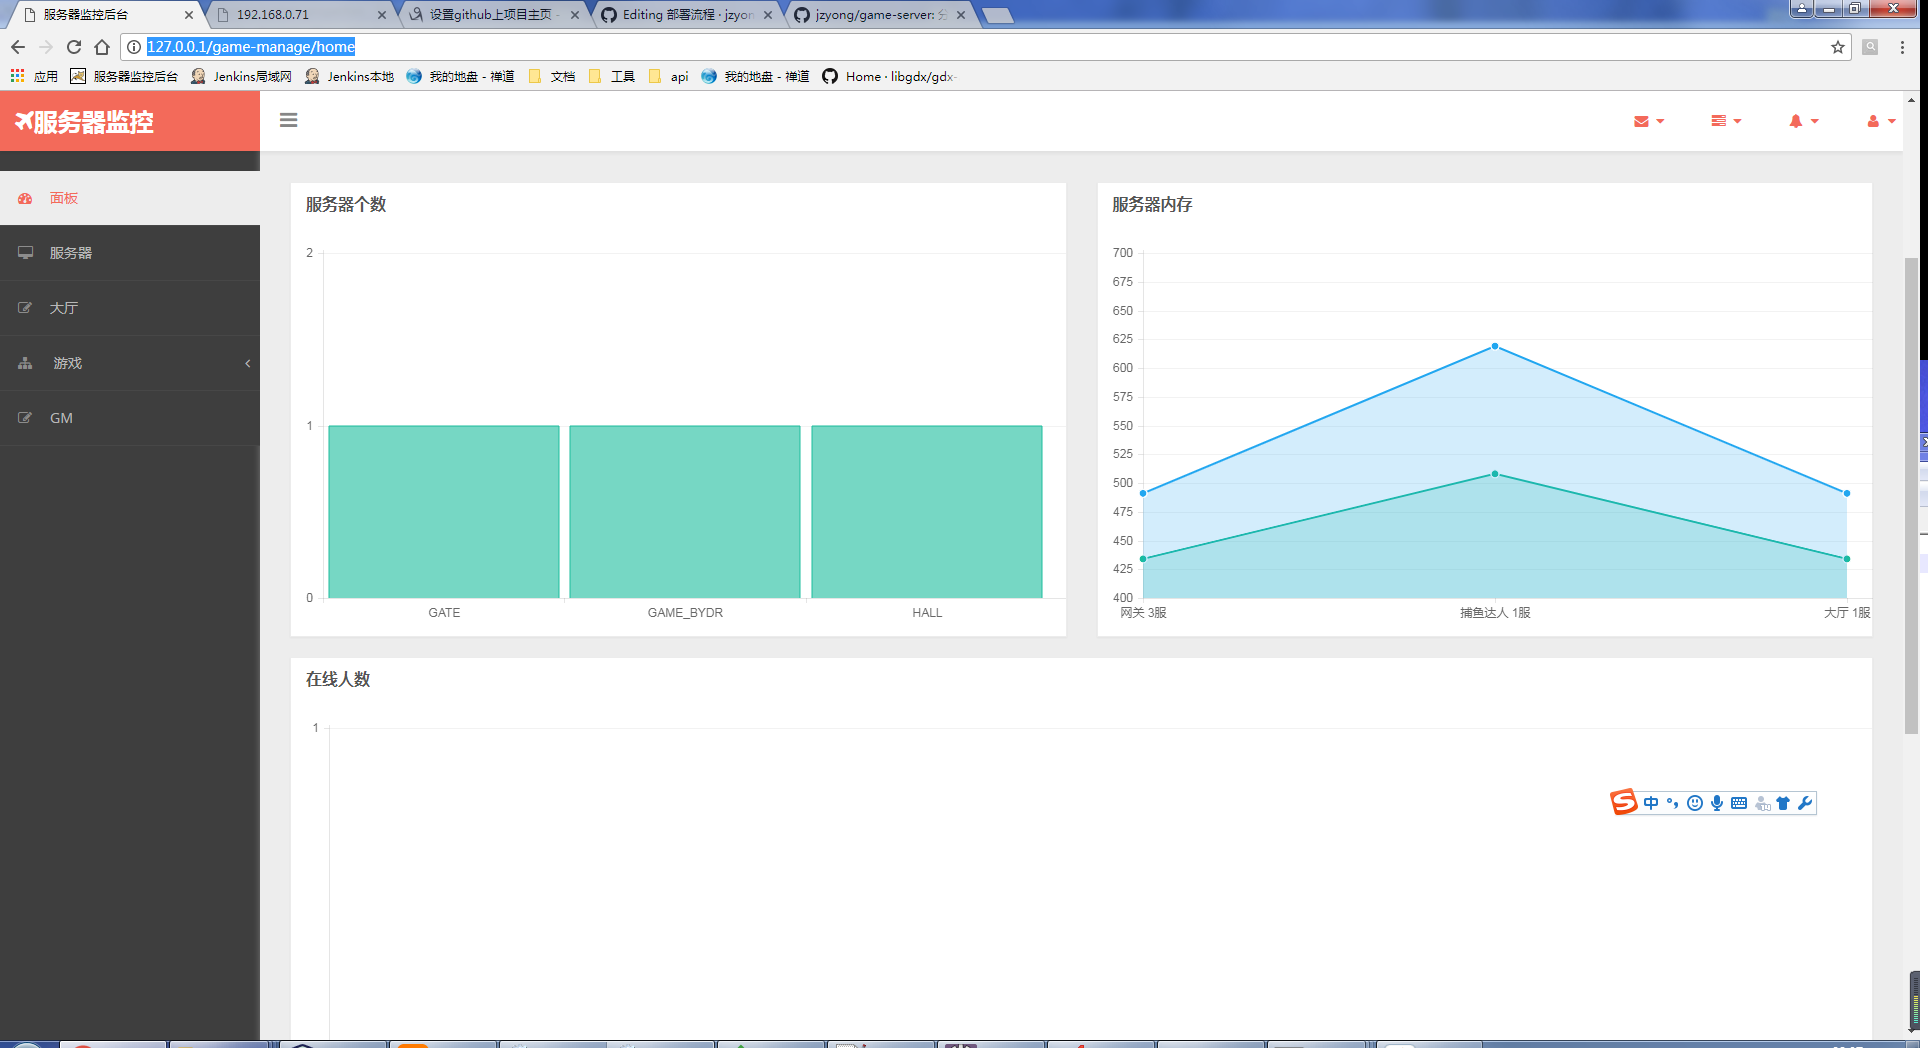 服务器监控后台
192.168.0.71
设置github上项目主页 -
Editing 部署流程 · jzyon
jzyong/game-server: 分
127.0.0.1/game-manage/home
应用
服务器监控后台
Jenkins局域网
Jenkins本地
我的地盘 - 禅道
文档
工具
api
我的地盘 - 禅道
Home · libgdx/gdx-
服务器监控
面板
服务器
大厅
游戏
GM
服务器个数
2
1
0
GATE
GAME_BYDR
HALL
服务器内存
700
675
650
625
600
575
550
525
500
475
450
425
400
网关 3服
捕鱼达人 1服
大厅 1服
在线人数
1
中